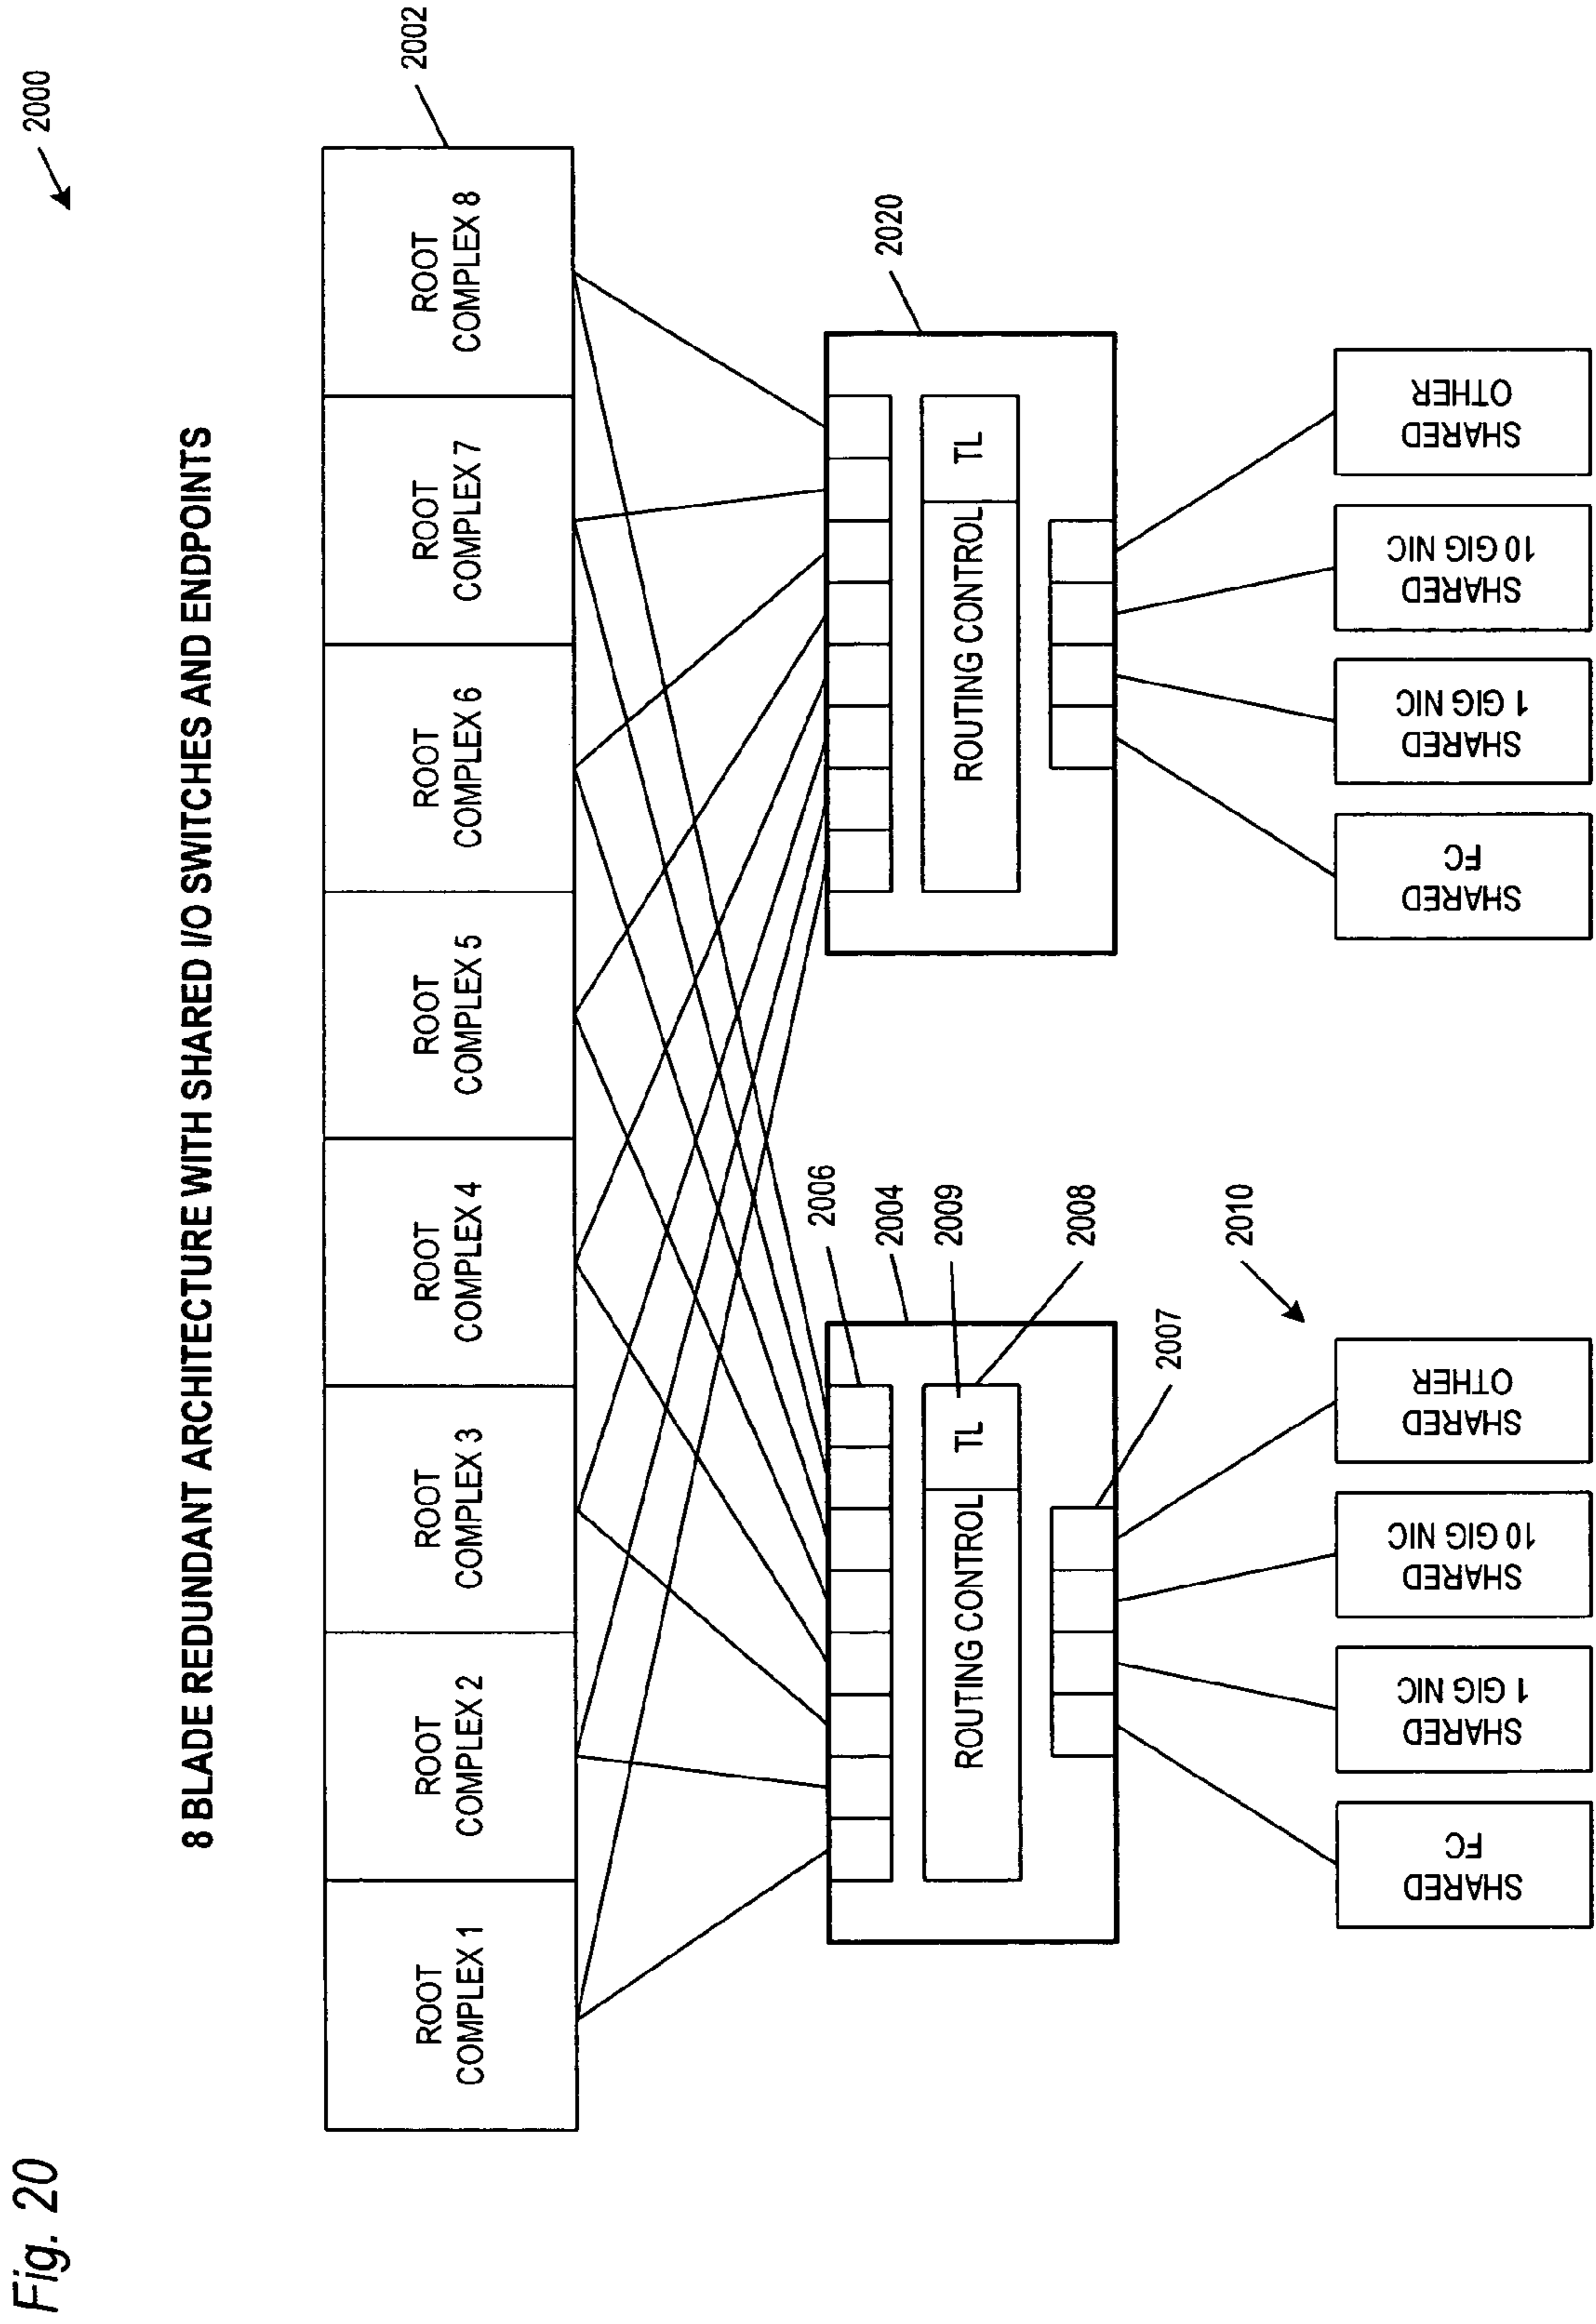 Fig. 20
2000
8 BLADE REDUNDANT ARCHITECTURE WITH SHARED I/O SWITCHES AND ENDPOINTS
2002
ROOT
COMPLEX 1
ROOT
COMPLEX 2
ROOT
COMPLEX 3
ROOT
COMPLEX 4
ROOT
COMPLEX 5
ROOT
COMPLEX 6
ROOT
COMPLEX 7
ROOT
COMPLEX 8
2006
2004
2009
2008
2007
2010
2020
ROUTING CONTROL
TL
ROUTING CONTROL
TL
SHARED
FC
SHARED
1 GIG NIC
SHARED
10 GIG NIC
SHARED
OTHER
SHARED
FC
SHARED
1 GIG NIC
SHARED
10 GIG NIC
SHARED
OTHER